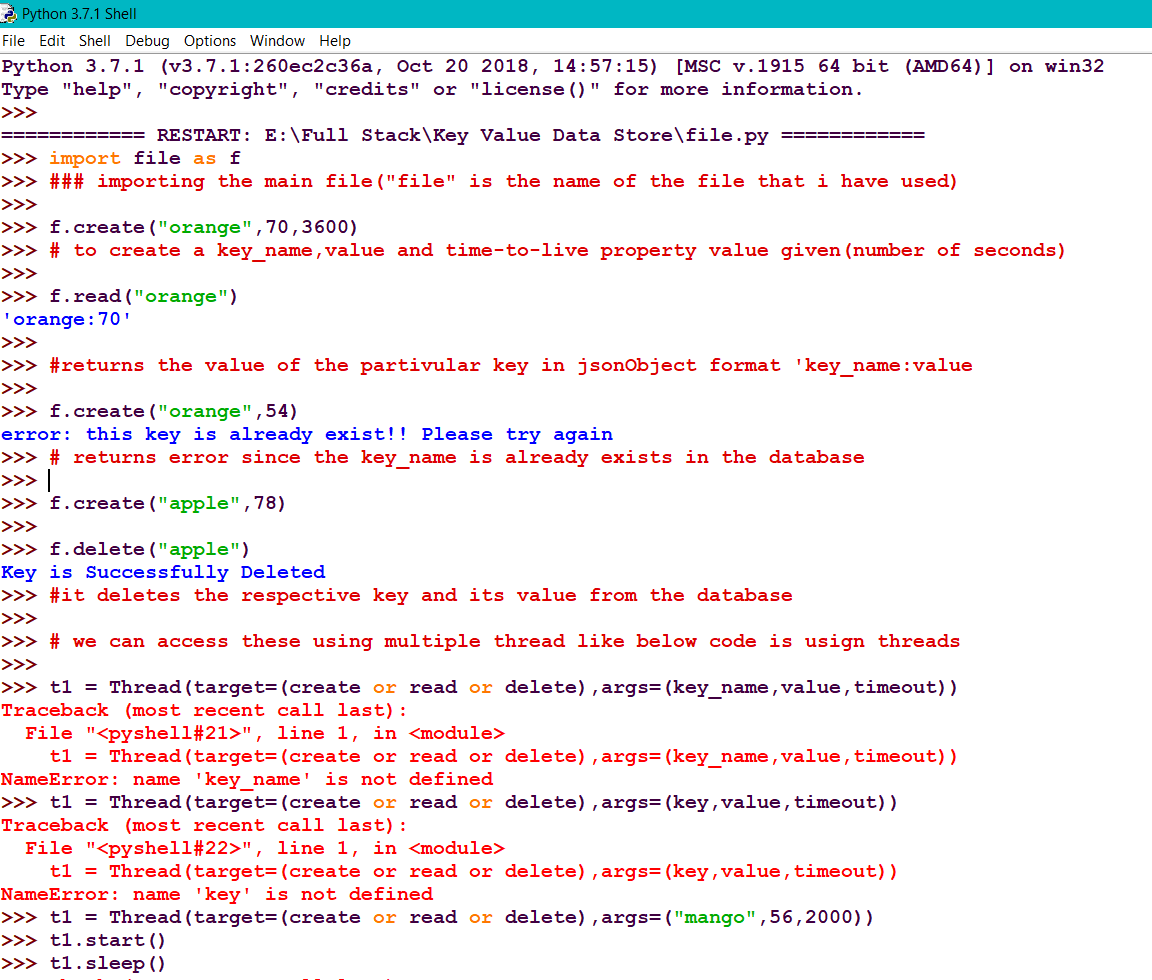 Python 3.7.1 Shell
File Edit Shell Debug Options Window Help
Python 3.7.1 (v3.7.1:260ec2c36a, Oct 20 2018, 14:57:15) [MSC v.1915 64 bit (AMD64)] on win32
Type "help", "copyright", "credits" or "license()" for more information.
>>>
============ RESTART: E:\Full Stack\Key Value Data Store\file.py ============
>>> import file as f
>>> ### importing the main file("file" is the name of the file that i have used)
>>>
>>> f.create("orange",70,3600)
>>> # to create a key_name,value and time-to-live property value given(number of seconds)
>>>
>>> f.read("orange")
'orange:70'
>>>
>>> #returns the value of the partivular key in jsonObject format 'key_name:value
>>>
>>> f.create("orange",54)
error: this key is already exist!! Please try again
>>> # returns error since the key_name is already exists in the database
>>>
>>> f.create("apple",78)
>>>
>>> f.delete("apple")
Key is Successfully Deleted
>>> #it deletes the respective key and its value from the database
>>>
>>> # we can access these using multiple thread like below code is usign threads
>>>
>>> t1 = Thread(target=(create or read or delete),args=(key_name,value,timeout))
Traceback (most recent call last):
  File "<pyshell#21>", line 1, in <module>
    t1 = Thread(target=(create or read or delete),args=(key_name,value,timeout))
NameError: name 'key_name' is not defined
>>> t1 = Thread(target=(create or read or delete),args=(key,value,timeout))
Traceback (most recent call last):
  File "<pyshell#22>", line 1, in <module>
    t1 = Thread(target=(create or read or delete),args=(key,value,timeout))
NameError: name 'key' is not defined
>>> t1 = Thread(target=(create or read or delete),args=("mango",56,2000))
>>> t1.start()
>>> t1.sleep()